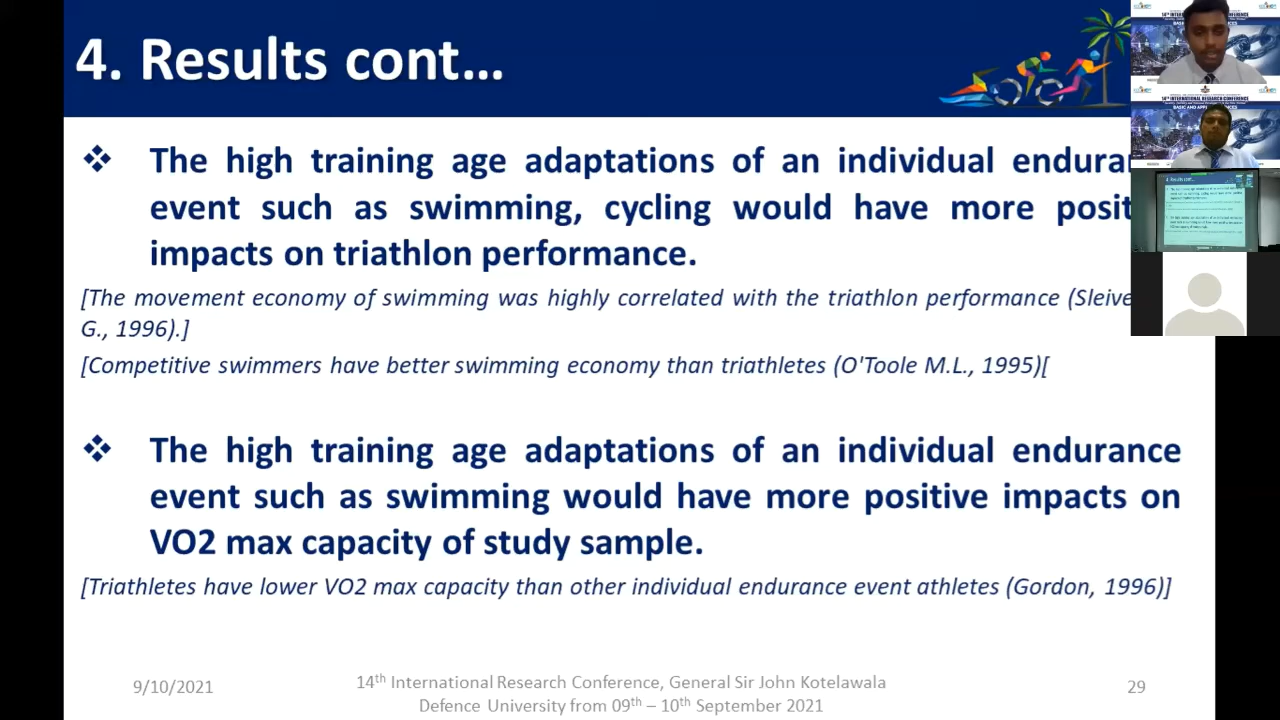 4. Results cont…
❖ The high training age adaptations of an individual
event such as swimming, cycling would have more
impacts on triathlon performance.
[The movement economy of swimming was highly correlated with the triathlon performance
G., 1996).]
[Competitive swimmers have better swimming economy than triathletes (O'Toole M.L., 1995)[
❖ The high training age adaptations of an individual endurance
event such as swimming would have more positive impacts on
VO2 max capacity of study sample.
[Triathletes have lower VO2 max capacity than other individual endurance event athletes (Gordon, 1996)]
9/10/2021
14th International Research Conference, General Sir John Kotelawala
Defence University from 09th – 10th September 2021
29
14TH INTERNATIONAL RESEARCH CONFERENCE